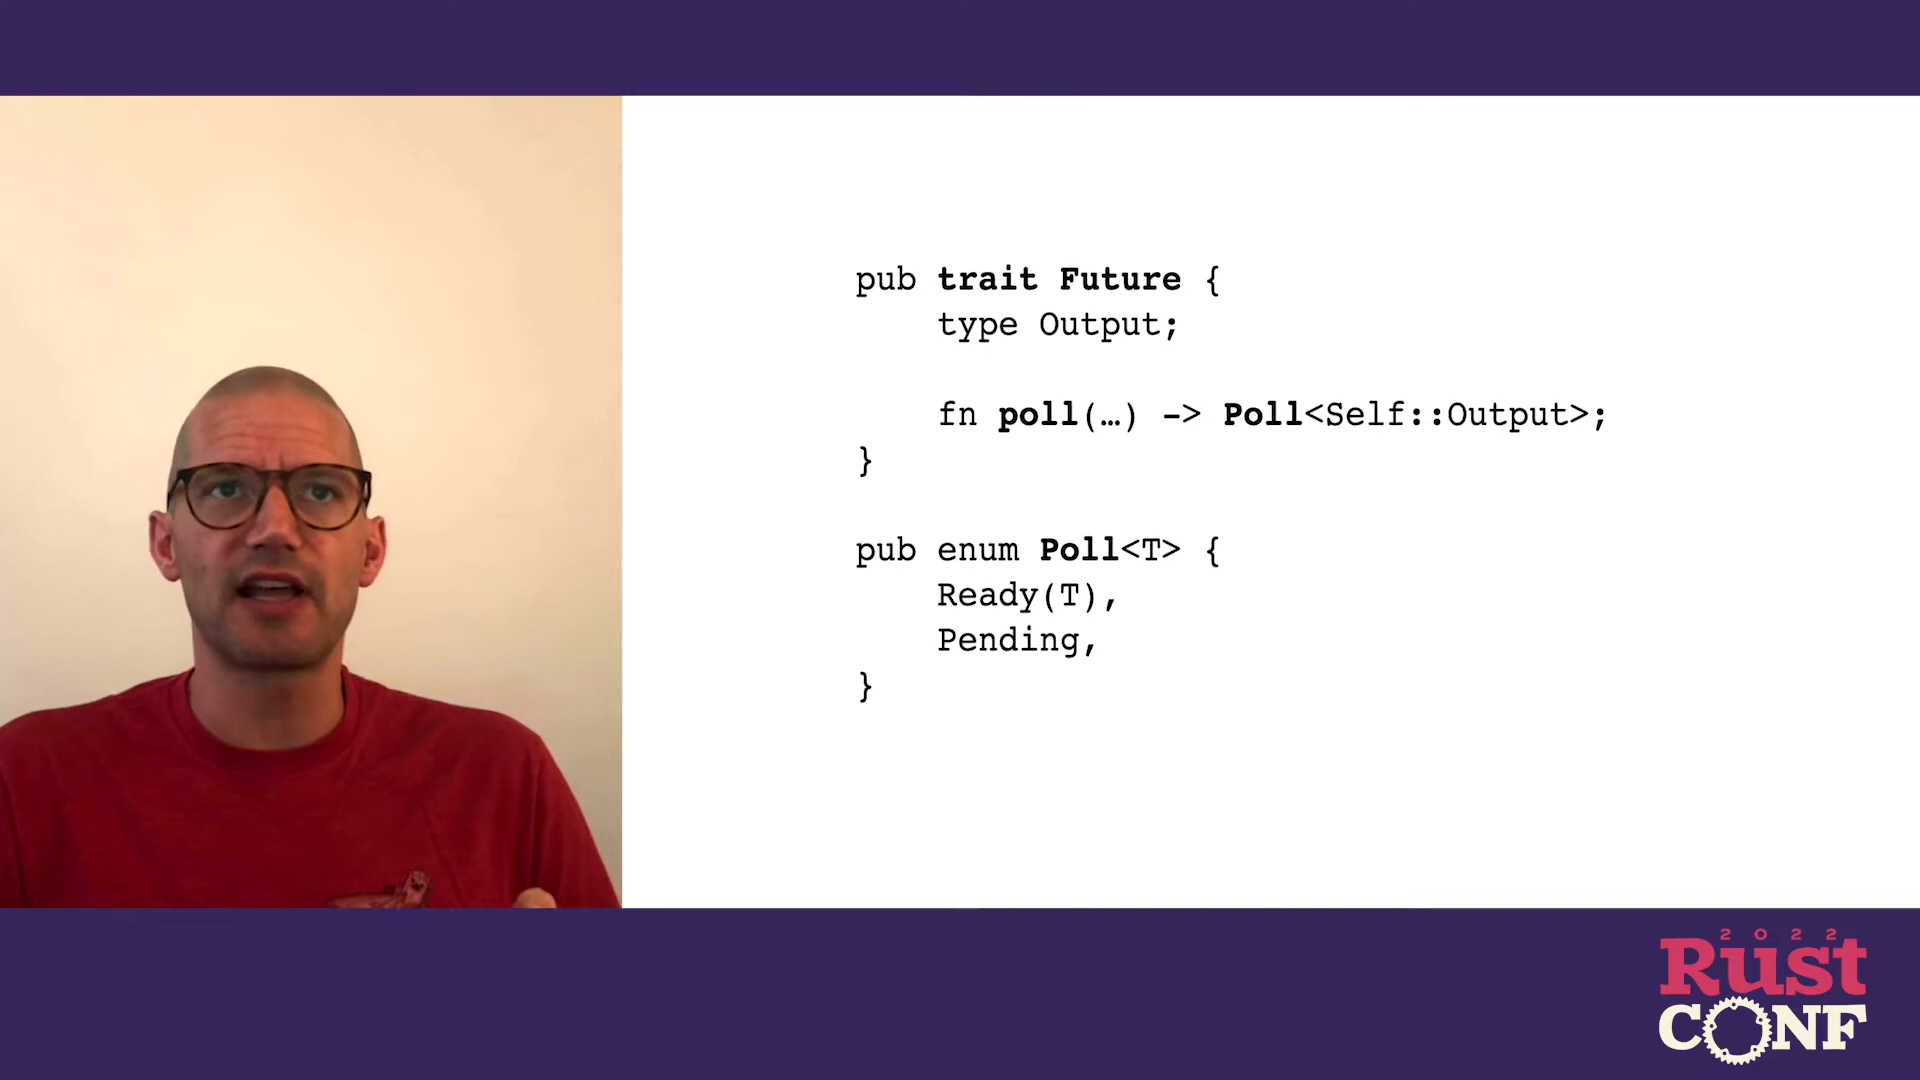 pub trait Future {
    type Output;
    fn poll(…) -> Poll<Self::Output>;
}
pub enum Poll<T> {
    Ready(T),
    Pending,
}
2022
Rust
CONF